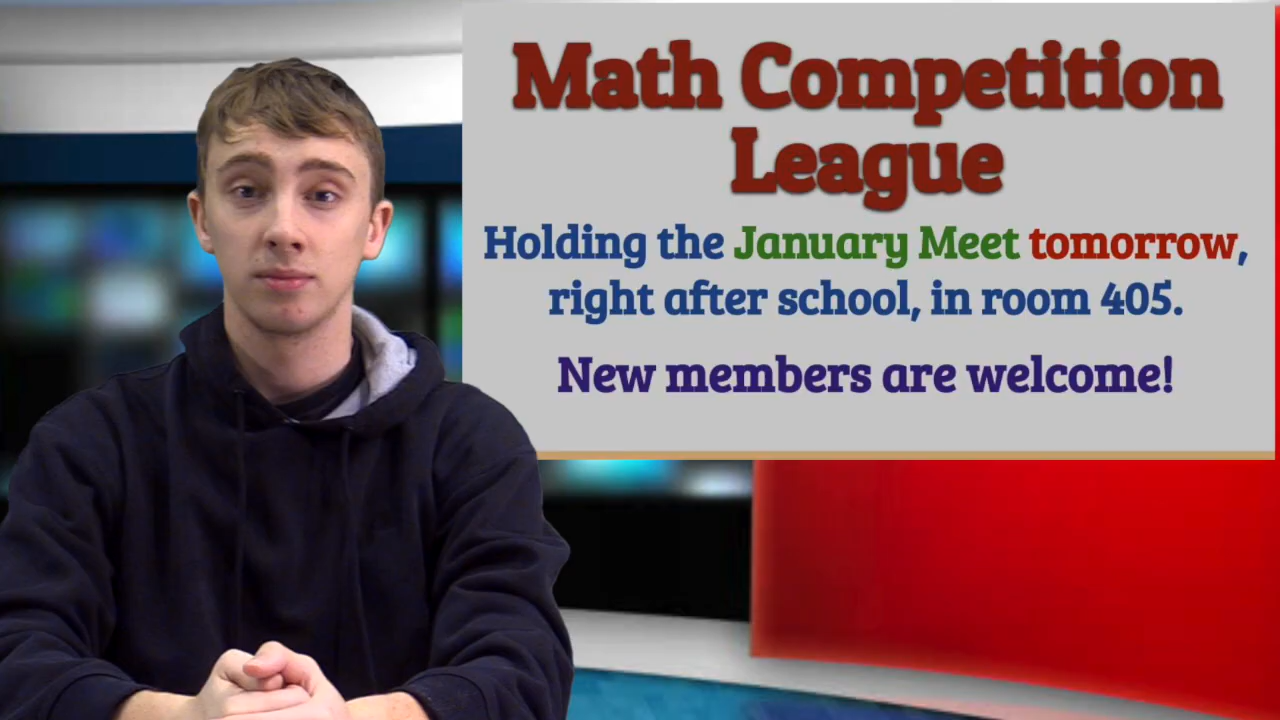 Math Competition
League
Holding the January Meet tomorrow,
right after school, in room 405.
New members are welcome!